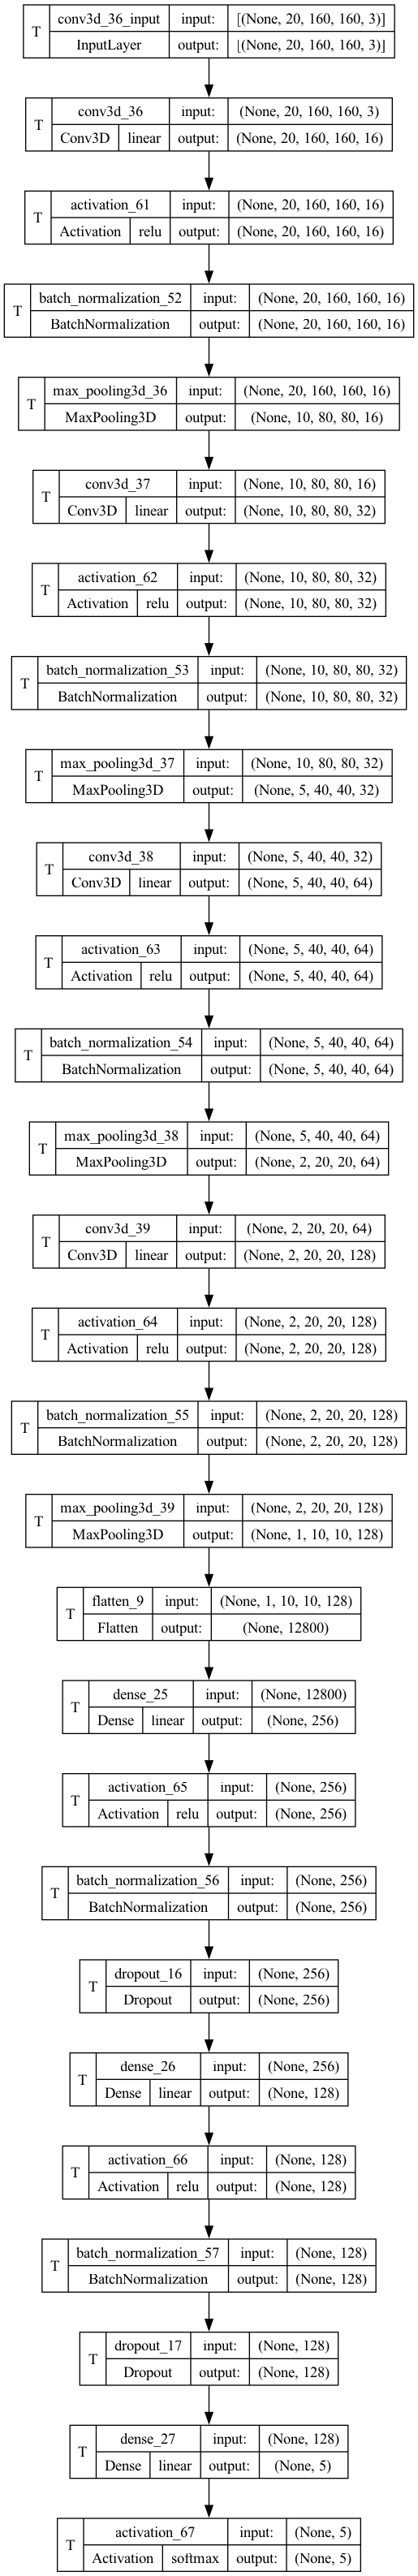 T conv3d_36_input input: [(None, 20, 160, 160, 3)]
InputLayer output: [(None, 20, 160, 160, 3)]
T conv3d_36 input: (None, 20, 160, 160, 3)
Conv3D linear output: (None, 20, 160, 160, 16)
T activation_61 input: (None, 20, 160, 160, 16)
Activation relu output: (None, 20, 160, 160, 16)
T batch_normalization_52 input: (None, 20, 160, 160, 16)
BatchNormalization output: (None, 20, 160, 160, 16)
T max_pooling3d_36 input: (None, 20, 160, 160, 16)
MaxPooling3D output: (None, 10, 80, 80, 16)
T conv3d_37 input: (None, 10, 80, 80, 16)
Conv3D linear output: (None, 10, 80, 80, 32)
T activation_62 input: (None, 10, 80, 80, 32)
Activation relu output: (None, 10, 80, 80, 32)
T batch_normalization_53 input: (None, 10, 80, 80, 32)
BatchNormalization output: (None, 10, 80, 80, 32)
T max_pooling3d_37 input: (None, 10, 80, 80, 32)
MaxPooling3D output: (None, 5, 40, 40, 32)
T conv3d_38 input: (None, 5, 40, 40, 32)
Conv3D linear output: (None, 5, 40, 40, 64)
T activation_63 input: (None, 5, 40, 40, 64)
Activation relu output: (None, 5, 40, 40, 64)
T batch_normalization_54 input: (None, 5, 40, 40, 64)
BatchNormalization output: (None, 5, 40, 40, 64)
T max_pooling3d_38 input: (None, 5, 40, 40, 64)
MaxPooling3D output: (None, 2, 20, 20, 64)
T conv3d_39 input: (None, 2, 20, 20, 64)
Conv3D linear output: (None, 2, 20, 20, 128)
T activation_64 input: (None, 2, 20, 20, 128)
Activation relu output: (None, 2, 20, 20, 128)
T batch_normalization_55 input: (None, 2, 20, 20, 128)
BatchNormalization output: (None, 2, 20, 20, 128)
T max_pooling3d_39 input: (None, 2, 20, 20, 128)
MaxPooling3D output: (None, 1, 10, 10, 128)
T flatten_9 input: (None, 1, 10, 10, 128)
Flatten output: (None, 12800)
T dense_25 input: (None, 12800)
Dense linear output: (None, 256)
T activation_65 input: (None, 256)
Activation relu output: (None, 256)
T batch_normalization_56 input: (None, 256)
BatchNormalization output: (None, 256)
T dropout_16 input: (None, 256)
Dropout output: (None, 256)
T dense_26 input: (None, 256)
Dense linear output: (None, 128)
T activation_66 input: (None, 128)
Activation relu output: (None, 128)
T batch_normalization_57 input: (None, 128)
BatchNormalization output: (None, 128)
T dropout_17 input: (None, 128)
Dropout output: (None, 128)
T dense_27 input: (None, 128)
Dense linear output: (None, 5)
T activation_67 input: (None, 5)
Activation softmax output: (None, 5)